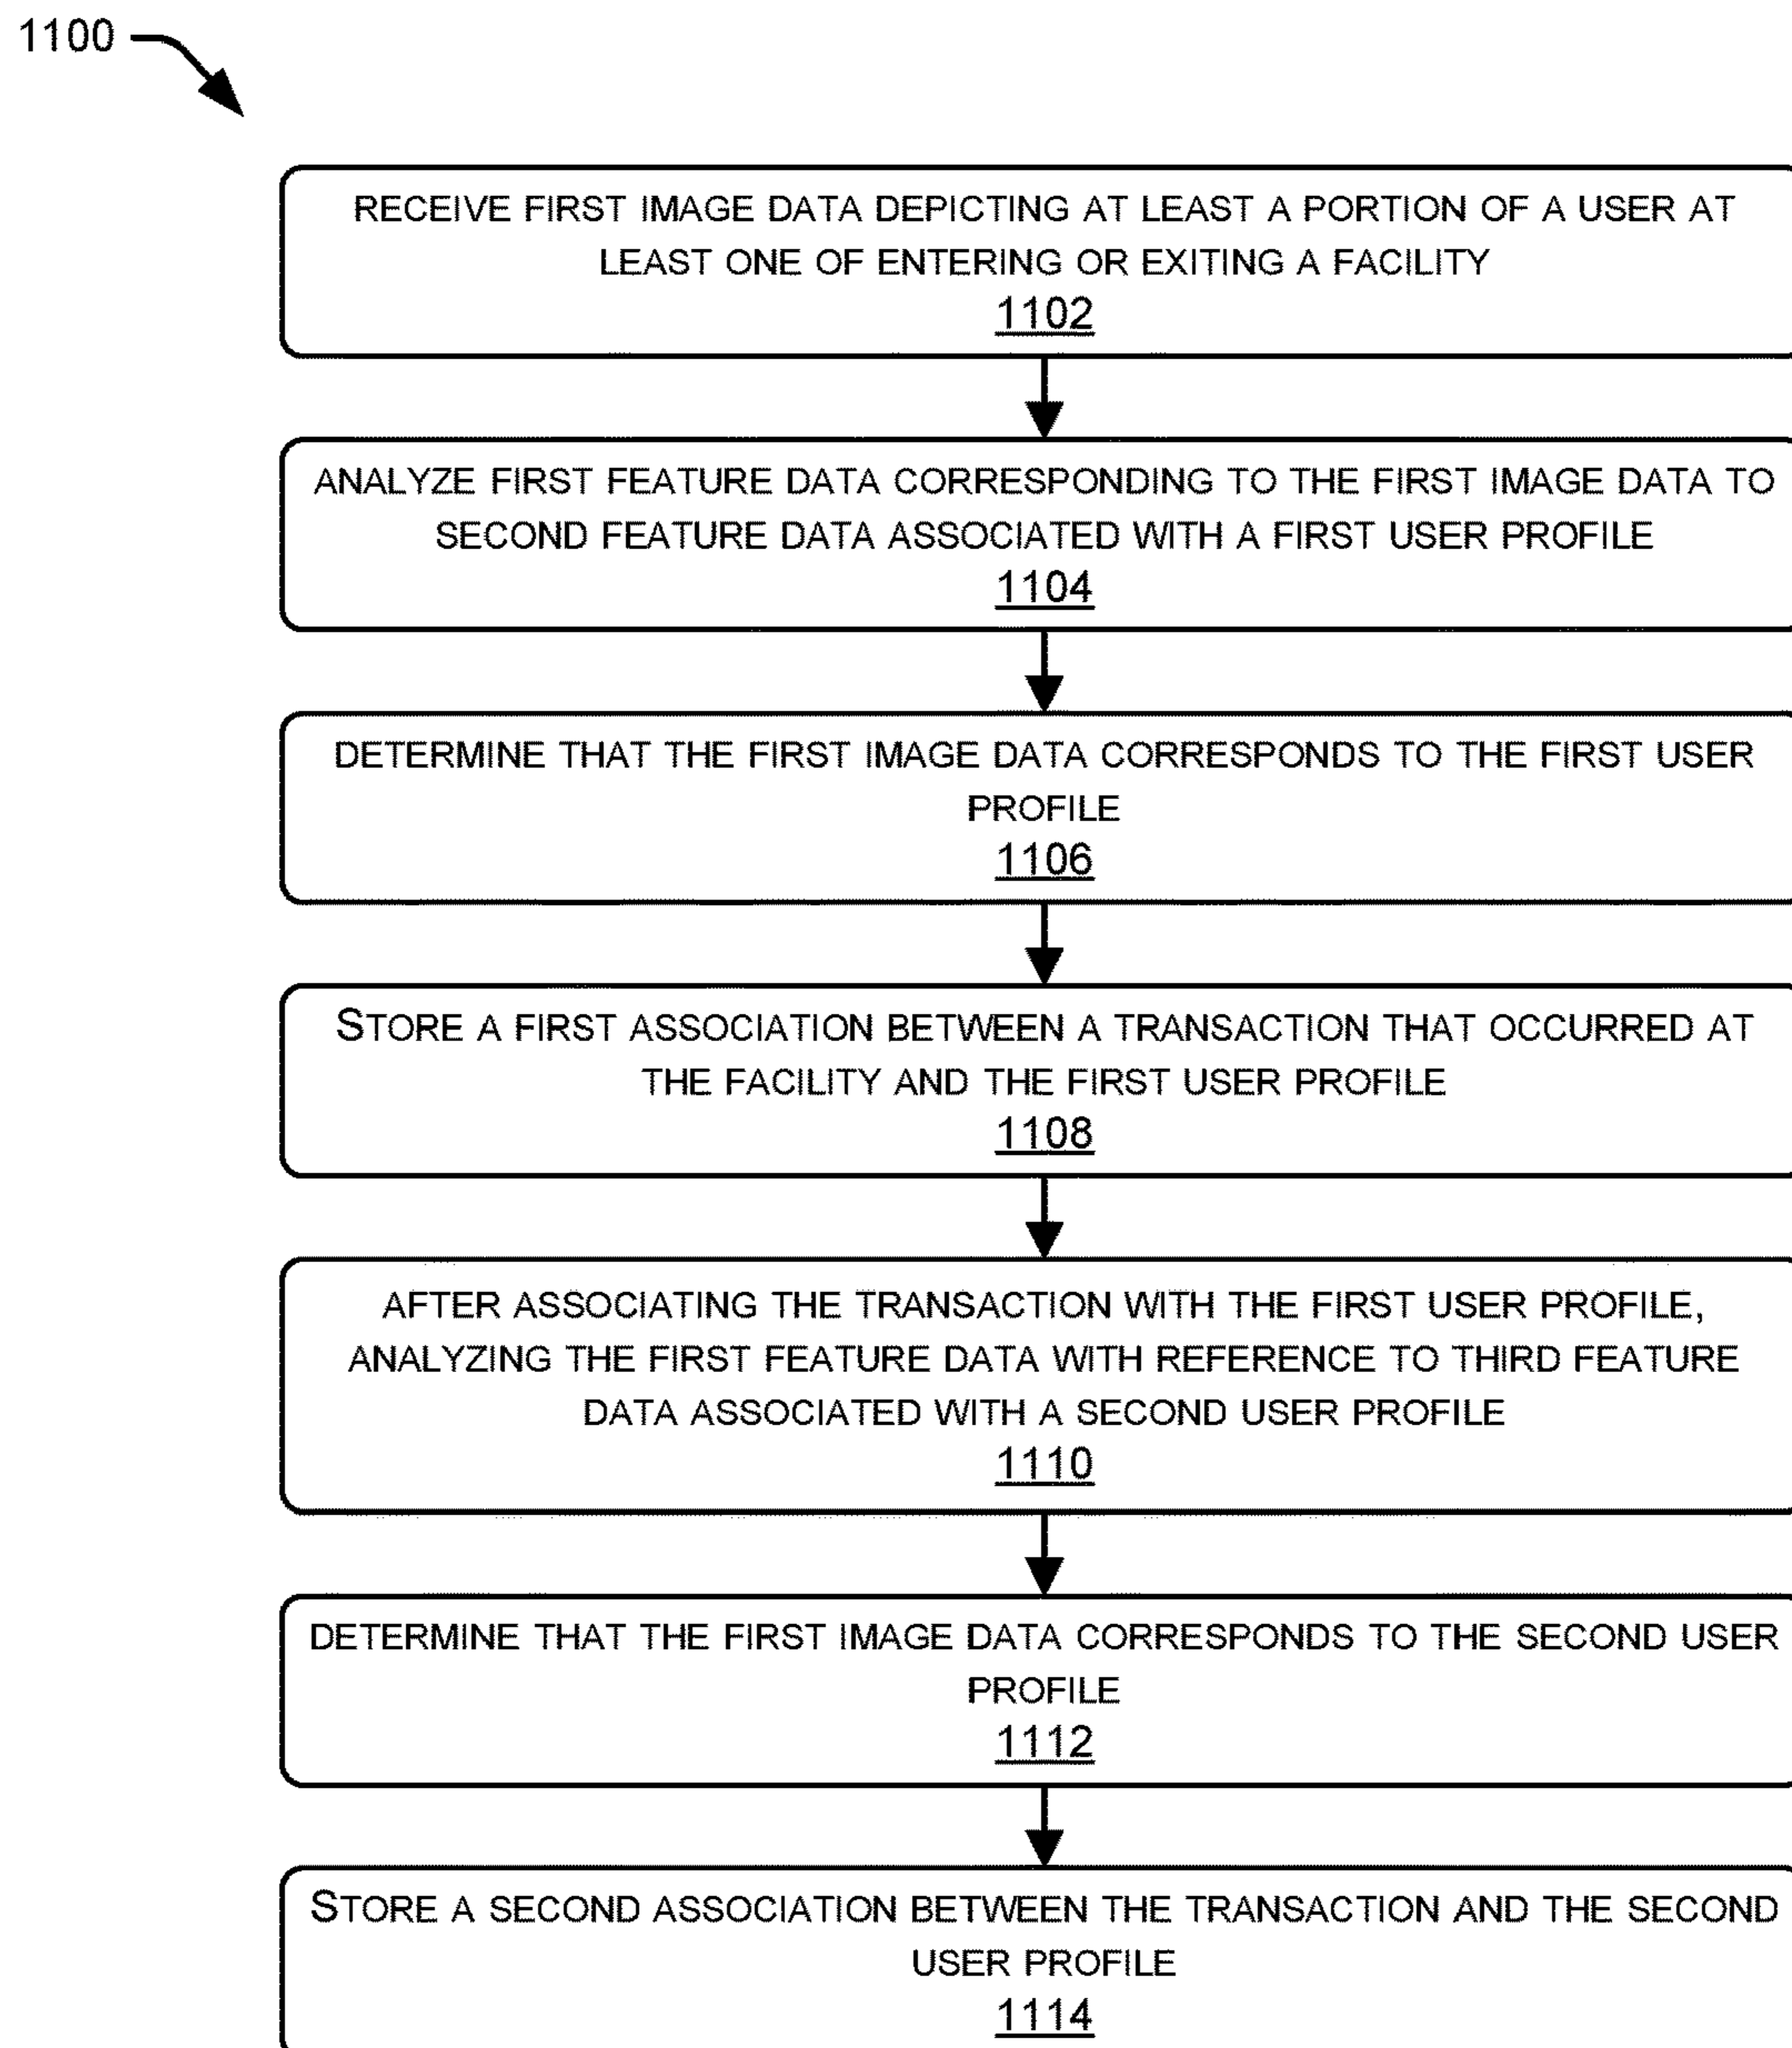 1100
RECEIVE FIRST IMAGE DATA DEPICTING AT LEAST A PORTION OF A USER AT
LEAST ONE OF ENTERING OR EXITING A FACILITY
1102
ANALYZE FIRST FEATURE DATA CORRESPONDING TO THE FIRST IMAGE DATA TO
SECOND FEATURE DATA ASSOCIATED WITH A FIRST USER PROFILE
1104
DETERMINE THAT THE FIRST IMAGE DATA CORRESPONDS TO THE FIRST USER
PROFILE
1106
STORE A FIRST ASSOCIATION BETWEEN A TRANSACTION THAT OCCURRED AT
THE FACILITY AND THE FIRST USER PROFILE
1108
AFTER ASSOCIATING THE TRANSACTION WITH THE FIRST USER PROFILE,
ANALYZING THE FIRST FEATURE DATA WITH REFERENCE TO THIRD FEATURE
DATA ASSOCIATED WITH A SECOND USER PROFILE
1110
DETERMINE THAT THE FIRST IMAGE DATA CORRESPONDS TO THE SECOND USER
PROFILE
1112
STORE A SECOND ASSOCIATION BETWEEN THE TRANSACTION AND THE SECOND
USER PROFILE
1114